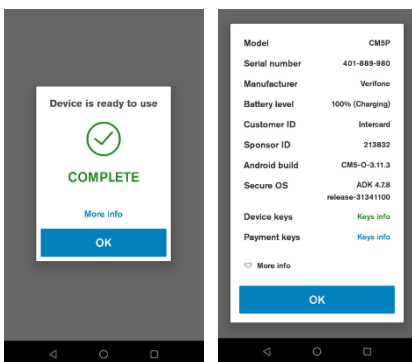 Device is ready to use
COMPLETE
More info
OK
Model CM5P
Serial number 401-889-980
Manufacturer Verifone
Battery level 100% (Charging)
Customer ID Intercard
Sponsor ID 213832
Android build CM5-O-3.11.3
Secure OS ADK 4.7.8
release-31341100
Device keys Keys info
Payment keys Keys info
More info
OK